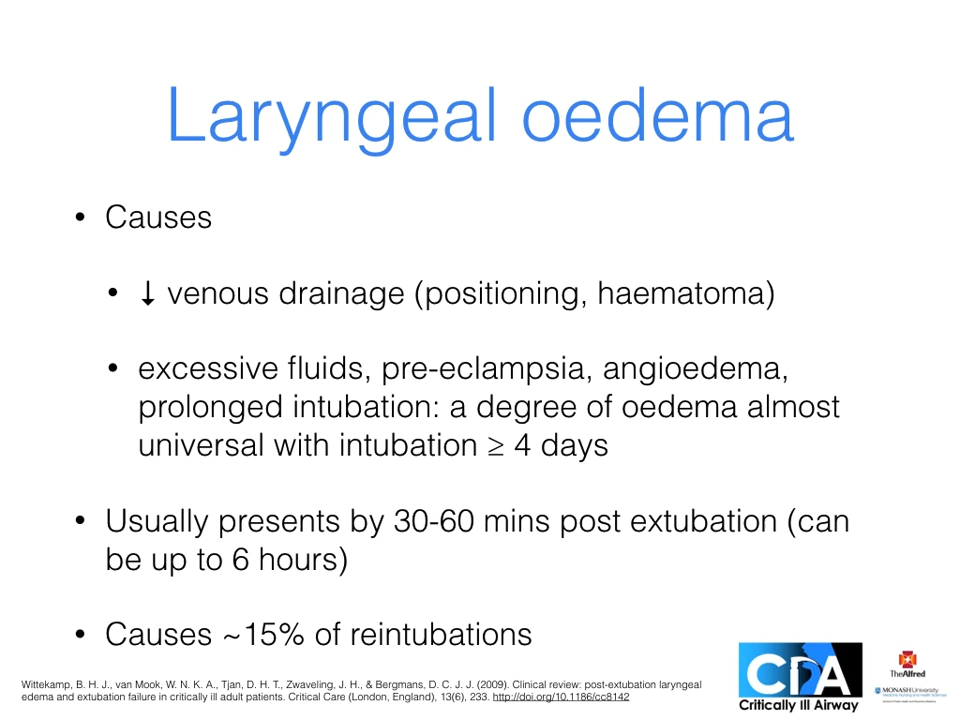 Laryngeal oedema
• Causes
• ↓ venous drainage (positioning, haematoma)
• excessive fluids, pre-eclampsia, angioedema,
prolonged intubation: a degree of oedema almost
universal with intubation ≥ 4 days
• Usually presents by 30-60 mins post extubation (can
be up to 6 hours)
• Causes ~15% of reintubations
Wittekamp, B. H. J., van Mook, W. N. K. A., Tjan, D. H. T., Zwaveling, J. H., & Bergmans, D. C. J. J. (2009). Clinical review: post-extubation laryngeal
edema and extubation failure in critically ill adult patients. Critical Care (London, England), 13(6), 233. http://doi.org/10.1186/cc8142
CIA
Critically Ill Airway
TheAlfred
MONASH University